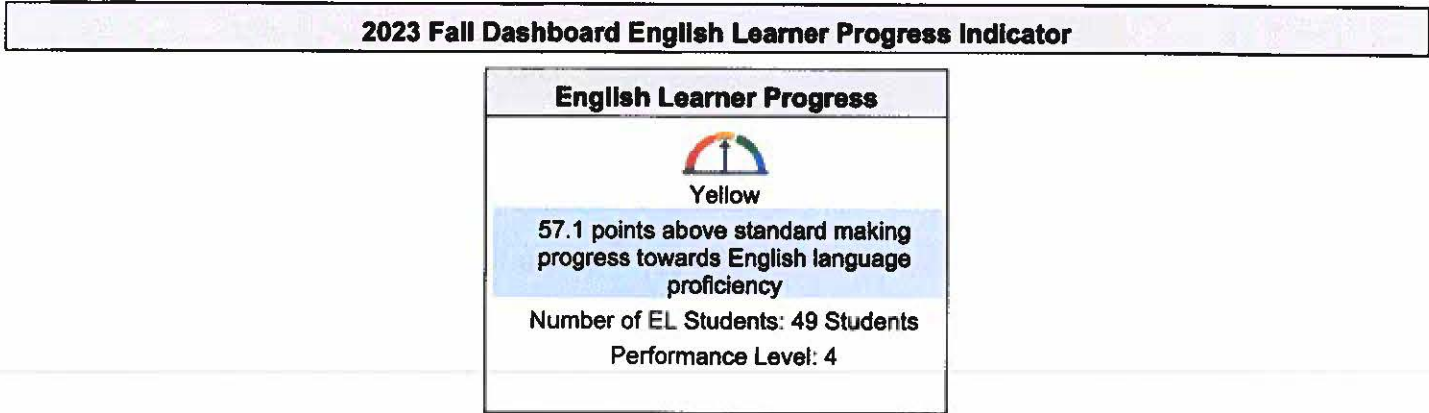 2023 Fall Dashboard English Learner Progress Indicator
English Learner Progress
Yellow
57.1 points above standard making
progress towards English language
proficiency
Number of EL Students: 49 Students
Performance Level: 4